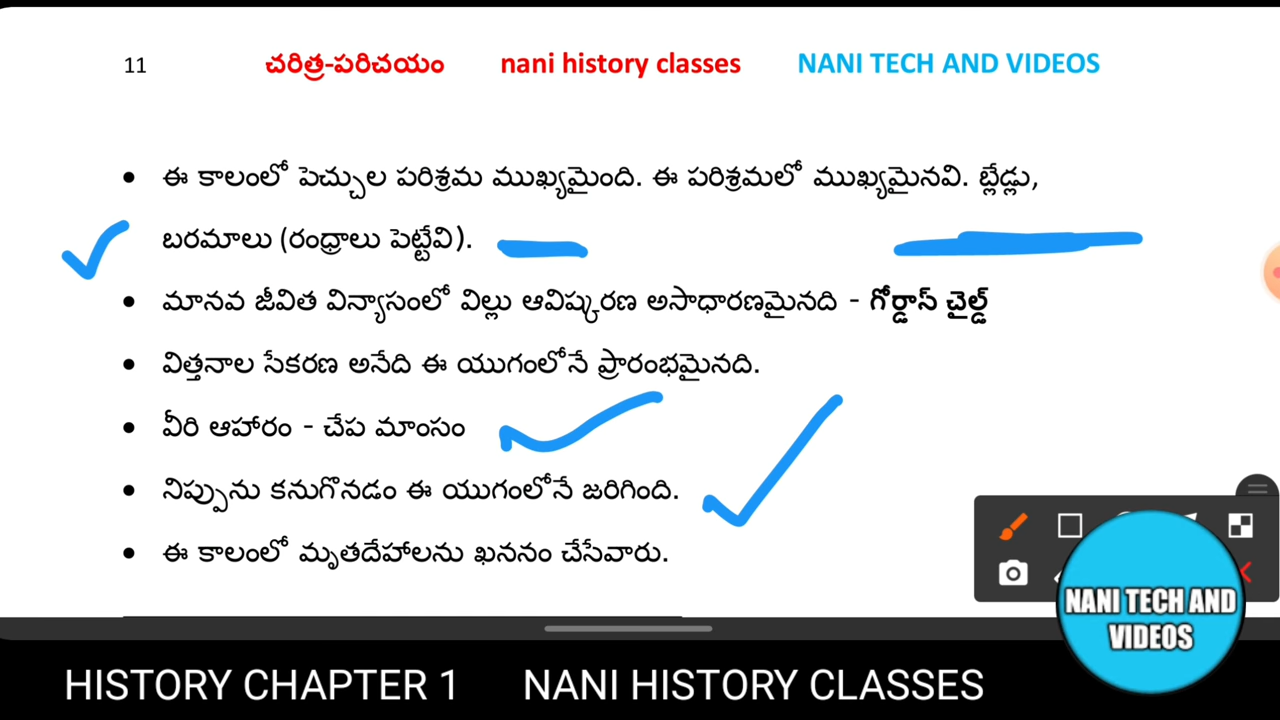 11 చరిత్ర-పరిచయం nani history classes NANI TECH AND VIDEOS
• ఈ కాలంలో పెచ్చుల పరిశ్రమ ముఖ్యమైంది. ఈ పరిశ్రమలో ముఖ్యమైనవి. బ్లేడ్లు,
బరమాలు (రంధ్రాలు పెట్టేవి).
• మానవ జీవిత విన్యాసంలో విల్లు ఆవిష్కరణ అసాధారణమైనది - గోర్డాస్ చైల్డ్
• విత్తనాల సేకరణ అనేది ఈ యుగంలోనే ప్రారంభమైనది.
• వీరి ఆహారం - చేప మాంసం
• నిప్పును కనుగొనడం ఈ యుగంలోనే జరిగింది.
• ఈ కాలంలో మృతదేహాలను ఖననం చేసేవారు.
NANI TECH AND
VIDEOS
HISTORY CHAPTER 1 NANI HISTORY CLASSES